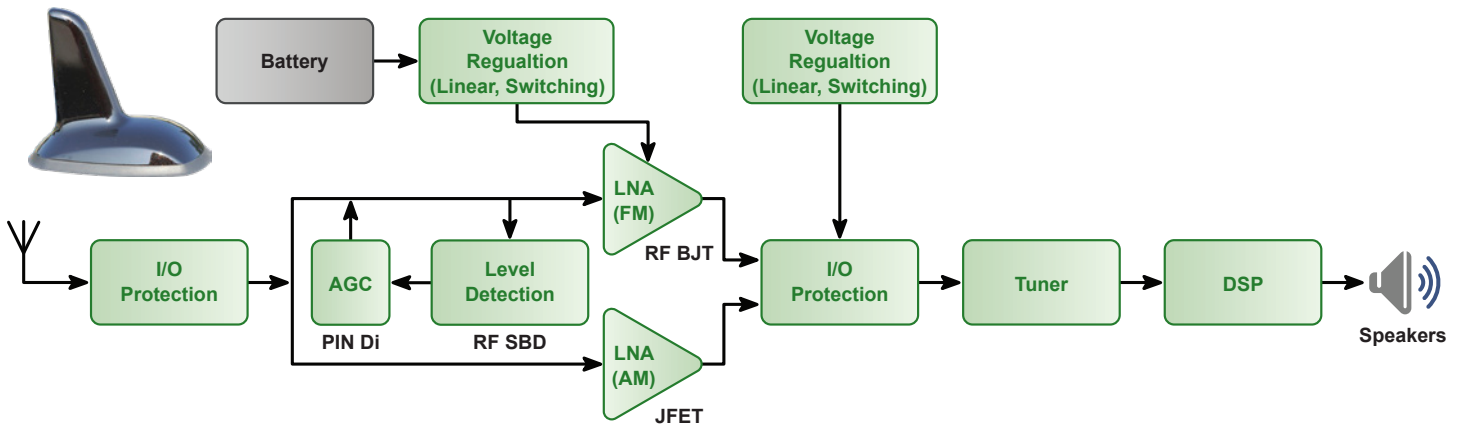 Battery
Voltage
Regualtion
(Linear, Switching)
Voltage
Regualtion
(Linear, Switching)
LNA
(FM)
RF BJT
I/O
Protection
AGC
PIN Di
Level
Detection
RF SBD
LNA
(AM)
JFET
I/O
Protection
Tuner
DSP
Speakers